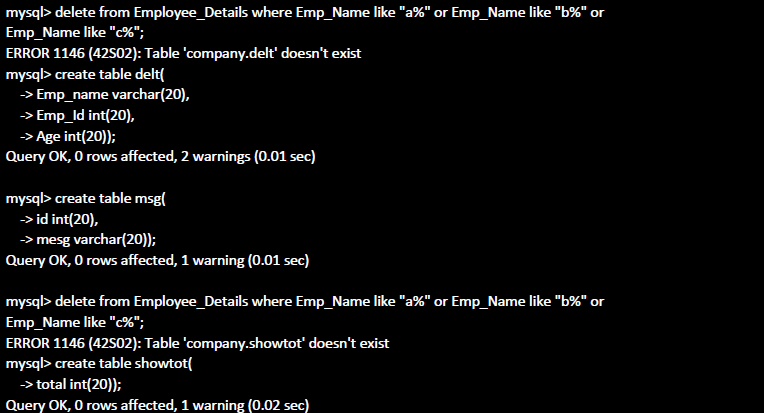 mysql> delete from Employee_Details where Emp_Name like "a%" or Emp_Name like "b%" or
Emp_Name like "c%";
ERROR 1146 (42S02): Table 'company.delt' doesn't exist
mysql> create table delt(
-> Emp_name varchar(20),
-> Emp_Id int(20),
-> Age int(20));
Query OK, 0 rows affected, 2 warnings (0.01 sec)
mysql> create table msg(
-> id int(20),
-> mesg varchar(20));
Query OK, 0 rows affected, 1 warning (0.01 sec)
mysql> delete from Employee_Details where Emp_Name like "a%" or Emp_Name like "b%" or
Emp_Name like "c%";
ERROR 1146 (42S02): Table 'company.showtot' doesn't exist
mysql> create table showtot(
-> total int(20));
Query OK, 0 rows affected, 1 warning (0.02 sec)